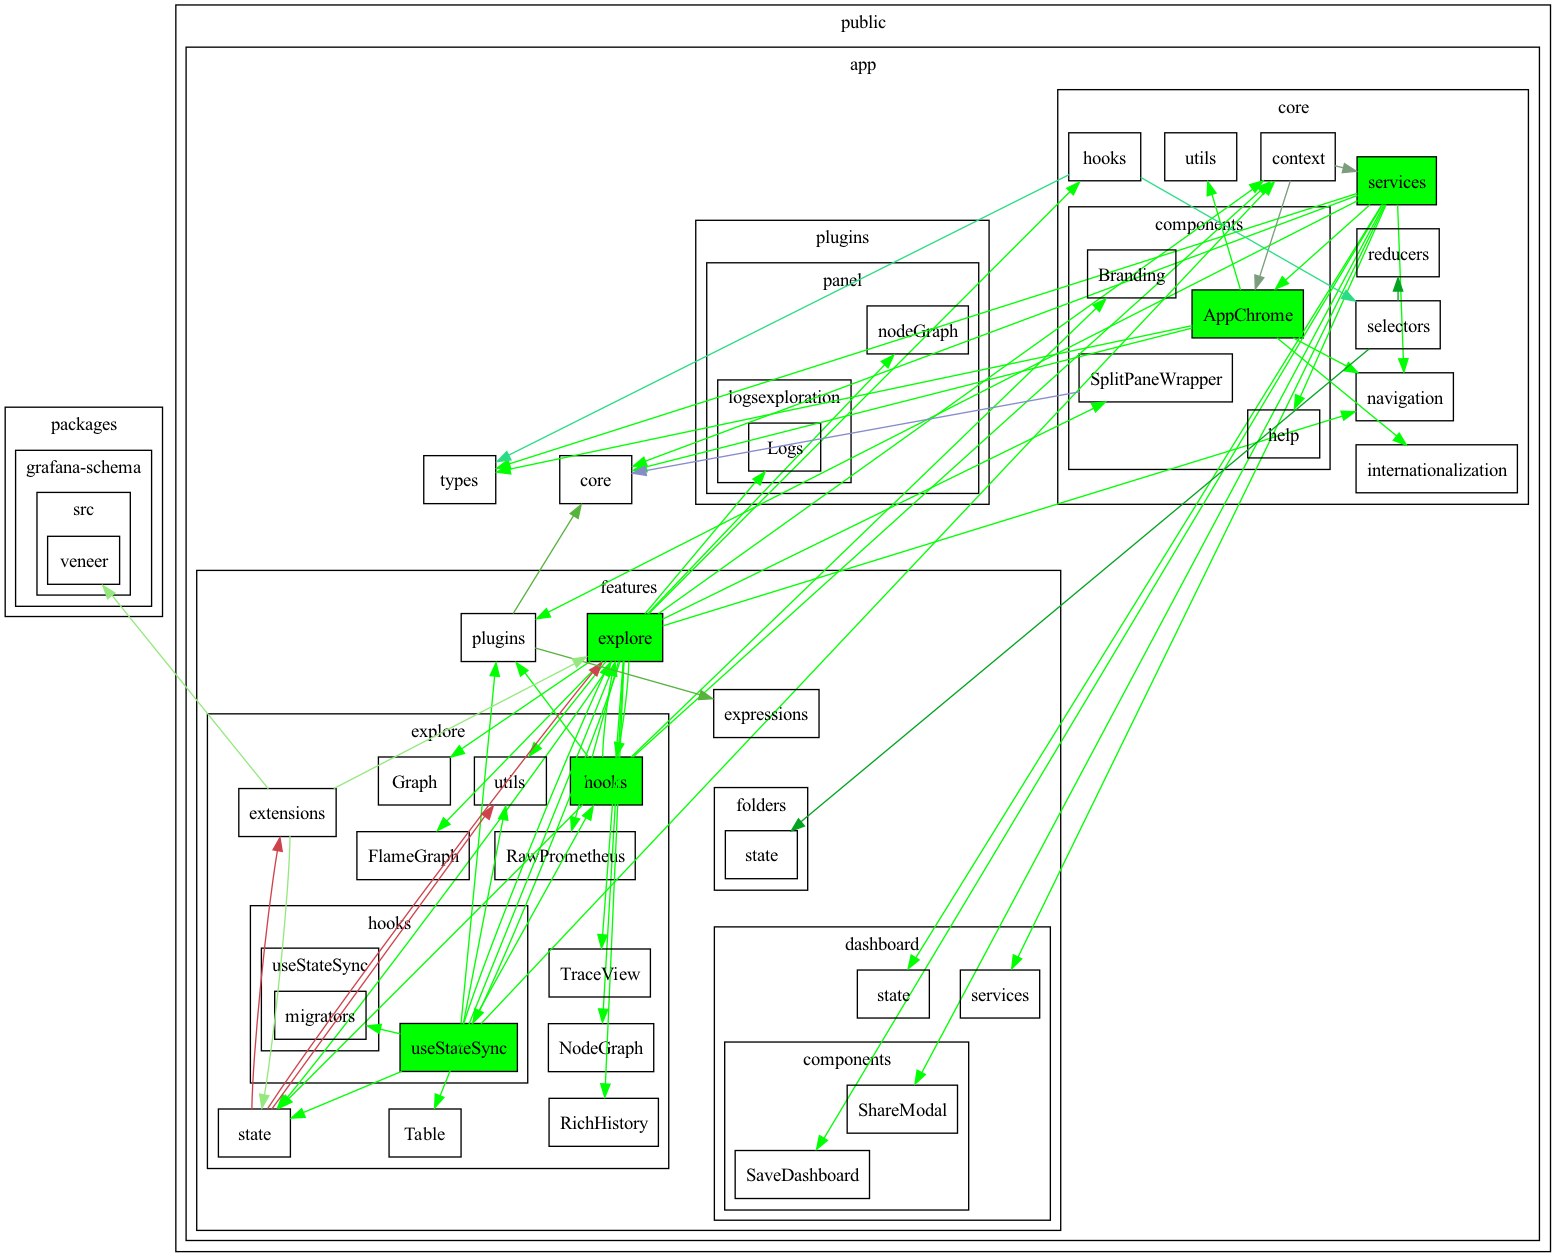 public
app
core
hooks
utils
context
services
components
reducers
Branding
AppChrome
selectors
SplitPaneWrapper
navigation
help
internationalization
plugins
panel
nodeGraph
logsexploration
Logs
types
core
packages
grafana-schema
src
veneer
features
plugins
explore
expressions
explore
Graph
utils
hooks
extensions
FlameGraph
RawPrometheus
folders
state
hooks
useStateSync
migrators
useStateSync
TraceView
NodeGraph
RichHistory
state
Table
dashboard
state
services
components
ShareModal
SaveDashboard